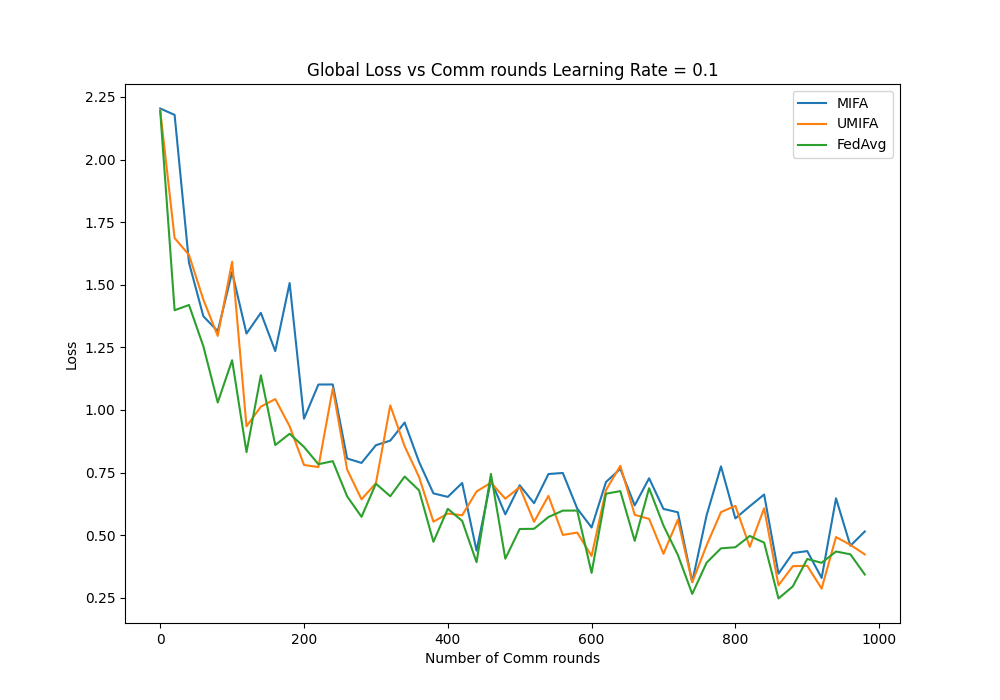 Global Loss vs Comm rounds Learning Rate = 0.1
MIFA
UMIFA
FedAvg
2.25
2.00
1.75
1.50
1.25
1.00
0.75
0.50
0.25
Loss
0 200 400 600 800 1000
Number of Comm rounds